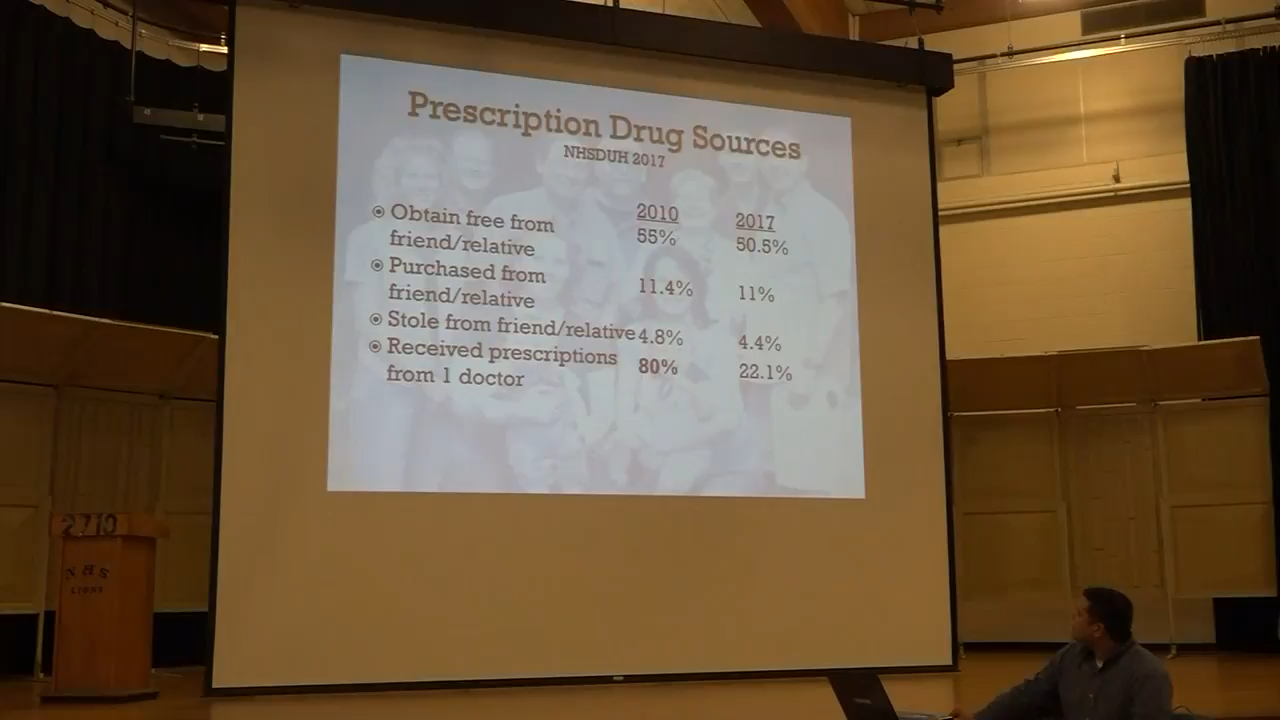 Prescription Drug Sources
NHSDUH 2017
2010 2017
Obtain free from 55% 50.5%
friend/relative
Purchased from 11.4% 11%
friend/relative
Stole from friend/relative 4.8% 4.4%
Received prescriptions 80% 22.1%
from 1 doctor
2710
NHS
LIONS